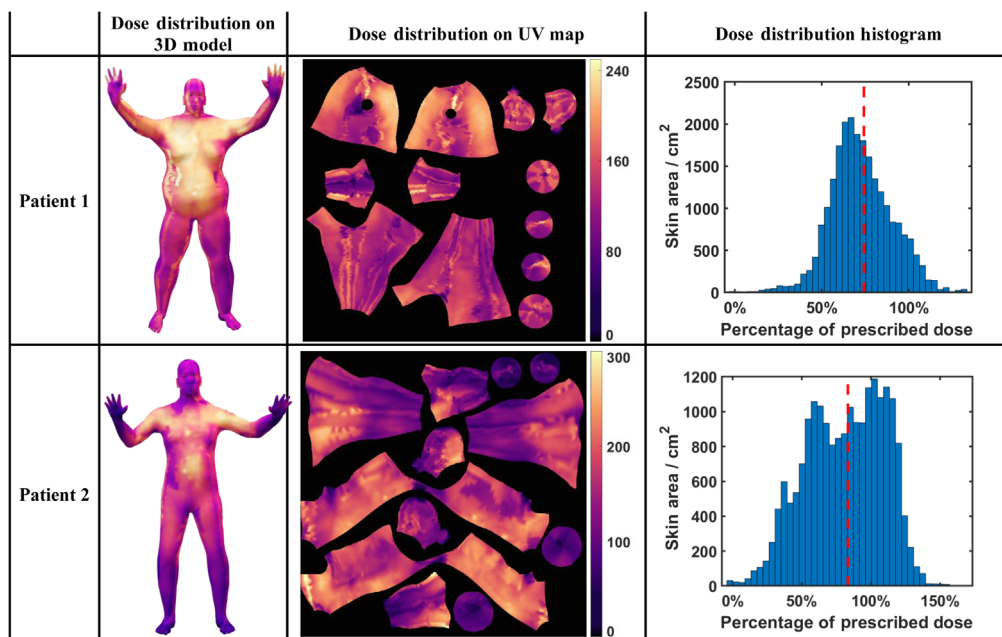 Dose distribution on
3D model
Dose distribution on UV map
Dose distribution histogram
Patient 1
240
160
80
0
2500
2000
1500
1000
500
0
Skin area / cm²
0%
50%
100%
Percentage of prescribed dose
Patient 2
300
200
100
0
1200
1000
800
600
400
200
0
Skin area / cm²
0%
50%
100%
150%
Percentage of prescribed dose